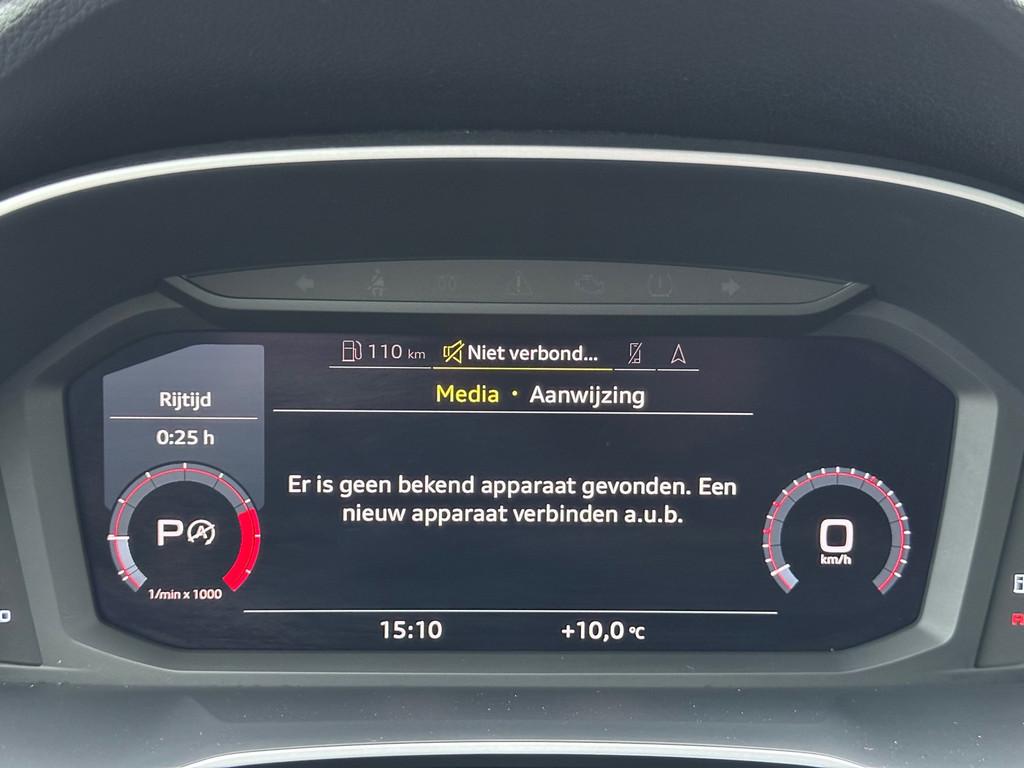 110 km Niet verbond...
Media · Aanwijzing
Rijtijd
0:25 h
Er is geen bekend apparaat gevonden. Een
nieuw apparaat verbinden a.u.b.
P
0
km/h
1/min x 1000
15:10 +10,0 °C